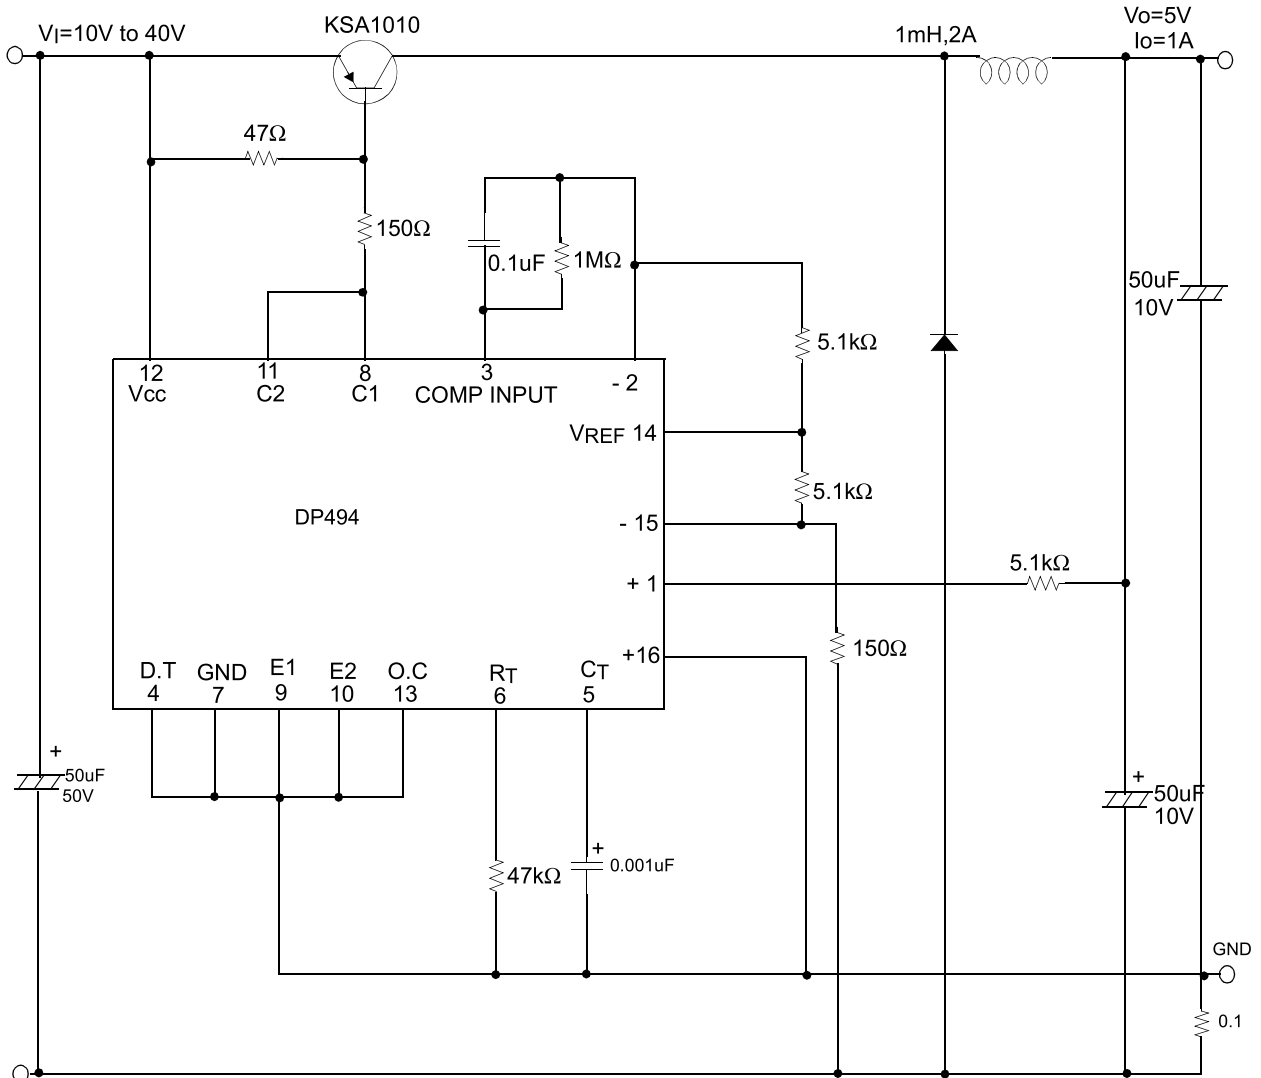 VI=10V to 40V
KSA1010
1mH,2A
Vo=5V
Io=1A
47Ω
150Ω
0.1uF
1MΩ
5.1kΩ
50uF
10V
12
Vcc
11
C2
8
C1
3
COMP INPUT
- 2
VREF 14
5.1kΩ
DP494
- 15
+ 1
5.1kΩ
+16
150Ω
D.T
4
GND
7
E1
9
E2
10
O.C
13
RT
6
CT
5
+
50uF
50V
+
50uF
10V
47kΩ
+
0.001uF
GND
0.1